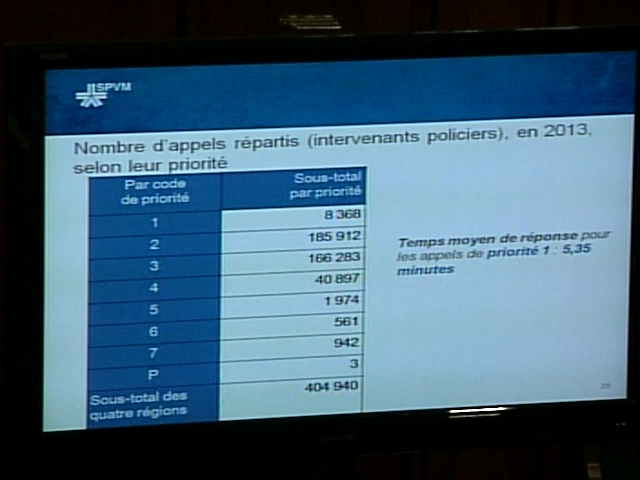 SPVM
Nombre d'appels répartis (intervenants policiers), en 2013,
selon leur priorité
Par code
de priorité
Sous-total
par priorité
1 8 368
2 185 912
3 166 283
4 40 897
5 1 974
6 561
7 942
P 3
Sous-total des
quatre régions
404 940
Temps moyen de réponse pour
les appels de priorité 1 : 5,35
minutes